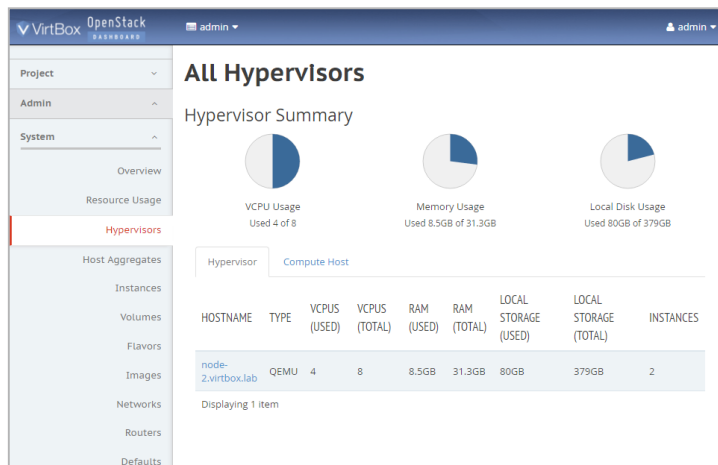 VirtBox OpenStack DASHBOARD
admin
admin
Project
Admin
System
Overview
Resource Usage
Hypervisors
Host Aggregates
Instances
Volumes
Flavors
Images
Networks
Routers
Defaults
All Hypervisors
Hypervisor Summary
VCPU Usage
Used 4 of 8
Memory Usage
Used 8.5GB of 31.3GB
Local Disk Usage
Used 80GB of 379GB
Hypervisor Compute Host
HOSTNAME TYPE VCPUS (USED) VCPUS (TOTAL) RAM (USED) RAM (TOTAL) LOCAL STORAGE (USED) LOCAL STORAGE (TOTAL) INSTANCES
node-2.virtbox.lab QEMU 4 8 8.5GB 31.3GB 80GB 379GB 2
Displaying 1 item